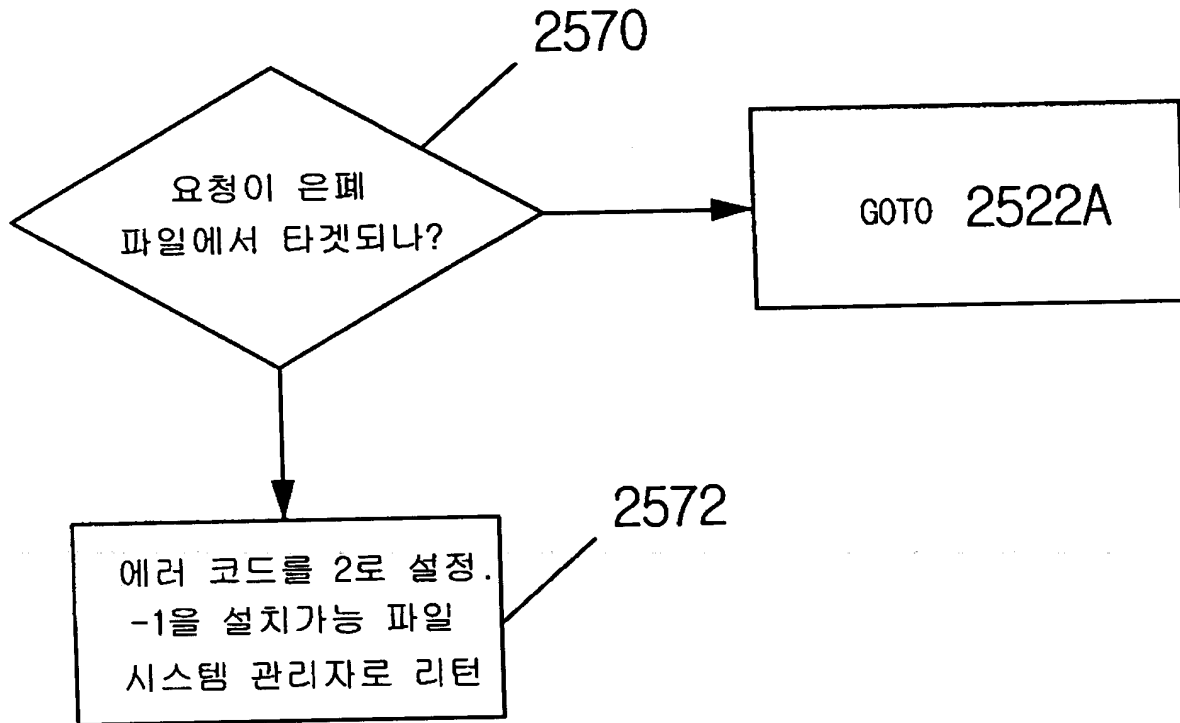 2570
요청이 은폐
파일에서 타겟되나?
GOTO 2522A
2572
에러 코드를 2로 설정.
-1을 설치가능 파일
시스템 관리자로 리턴